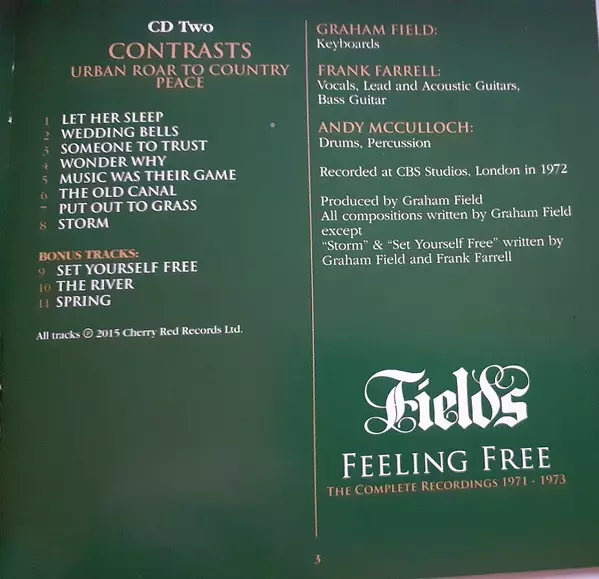 CD Two
CONTRASTS
URBAN ROAR TO COUNTRY
PEACE
1 LET HER SLEEP
2 WEDDING BELLS
3 SOMEONE TO TRUST
4 WONDER WHY
5 MUSIC WAS THEIR GAME
6 THE OLD CANAL
7 PUT OUT TO GRASS
8 STORM
BONUS TRACKS:
9 SET YOURSELF FREE
10 THE RIVER
11 SPRING
All tracks ℗ 2015 Cherry Red Records Ltd.
GRAHAM FIELD:
Keyboards
FRANK FARRELL:
Vocals, Lead and Acoustic Guitars,
Bass Guitar
ANDY MCCULLOCH:
Drums, Percussion
Recorded at CBS Studios, London in 1972
Produced by Graham Field
All compositions written by Graham Field
except
“Storm” & “Set Yourself Free” written by
Graham Field and Frank Farrell
Fields
FEELING FREE
THE COMPLETE RECORDINGS 1971 - 1973
3